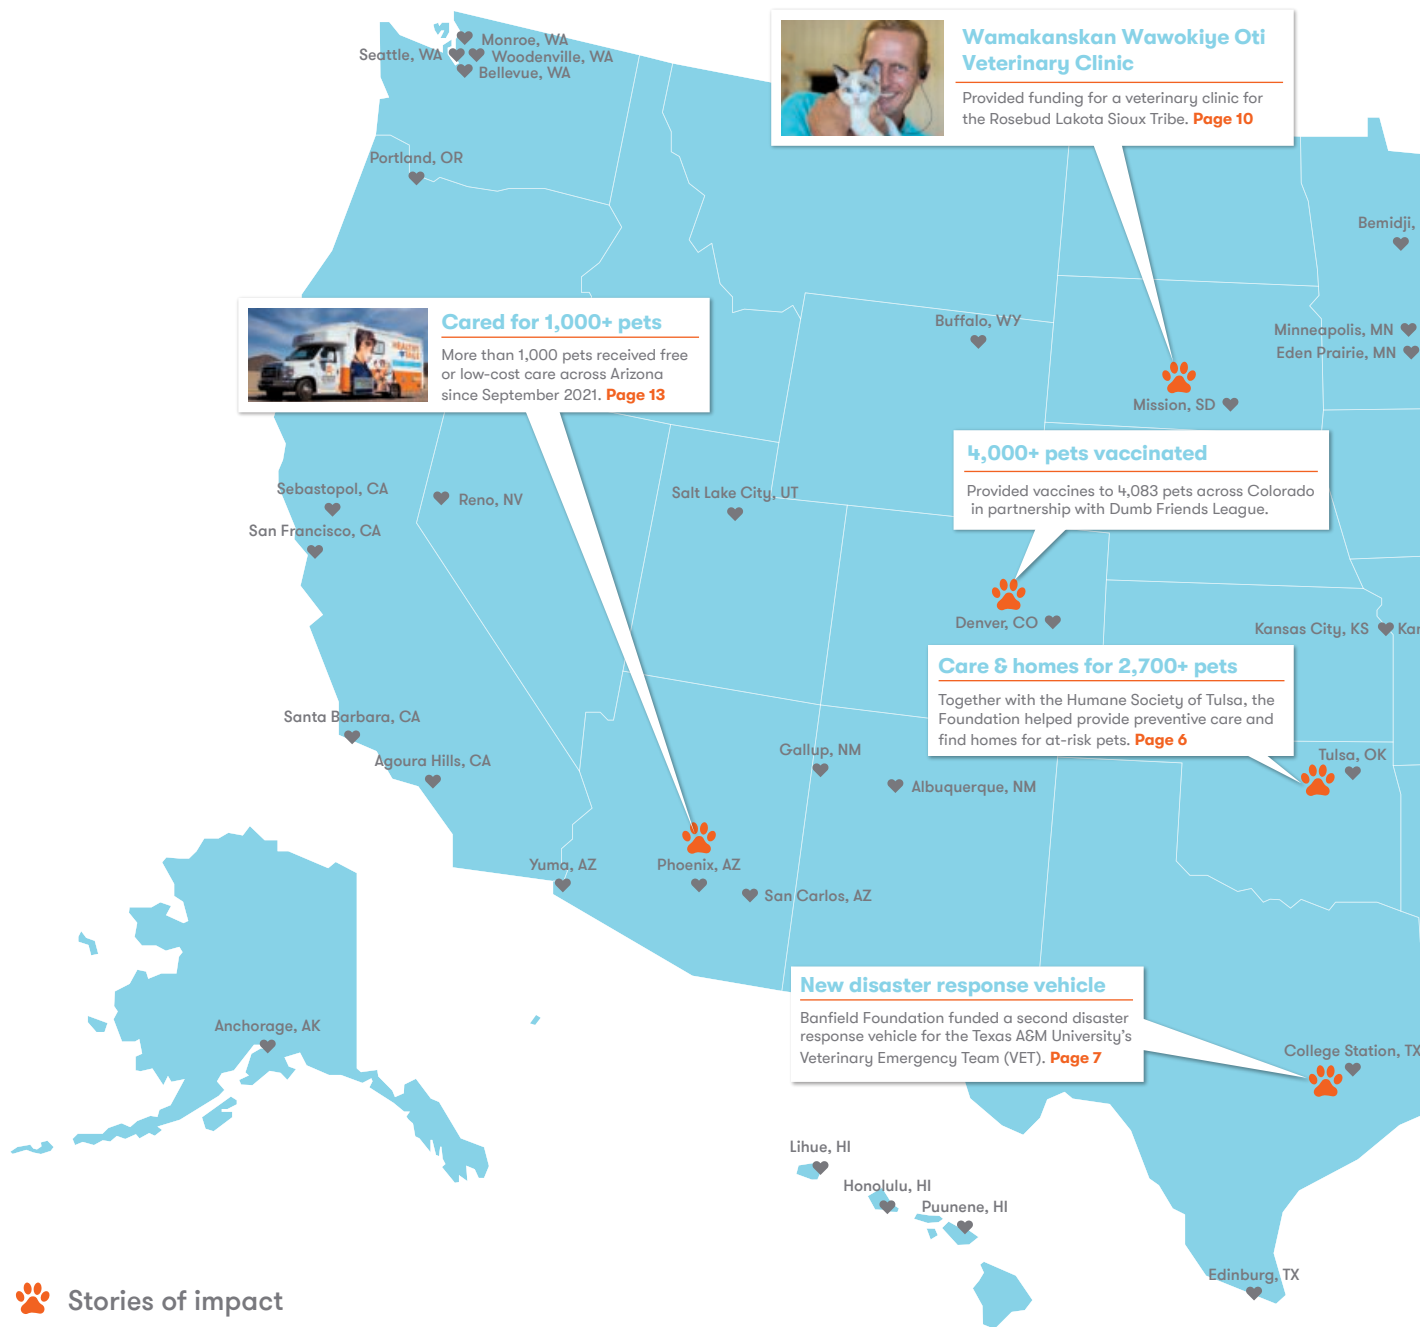 Monroe, WA
Seattle, WA
Woodenville, WA
Bellevue, WA
Wamakanskan Wawokiye Oti
Veterinary Clinic
Provided funding for a veterinary clinic for
the Rosebud Lakota Sioux Tribe. Page 10
Portland, OR
Bemidji,
Cared for 1,000+ pets
More than 1,000 pets received free
or low-cost care across Arizona
since September 2021. Page 13
Buffalo, WY
Minneapolis, MN
Eden Prairie, MN
Mission, SD
4,000+ pets vaccinated
Provided vaccines to 4,083 pets across Colorado
in partnership with Dumb Friends League.
Sebastopol, CA
Reno, NV
Salt Lake City, UT
San Francisco, CA
Denver, CO
Kansas City, KS
Kan
Care & homes for 2,700+ pets
Together with the Humane Society of Tulsa, the
Foundation helped provide preventive care and
find homes for at-risk pets. Page 6
Santa Barbara, CA
Agoura Hills, CA
Gallup, NM
Albuquerque, NM
Tulsa, OK
Yuma, AZ
Phoenix, AZ
San Carlos, AZ
New disaster response vehicle
Banfield Foundation funded a second disaster
response vehicle for the Texas A&M University's
Veterinary Emergency Team (VET). Page 7
Anchorage, AK
College Station, TX
Lihue, HI
Honolulu, HI
Puunene, HI
Edinburg, TX
Stories of impact